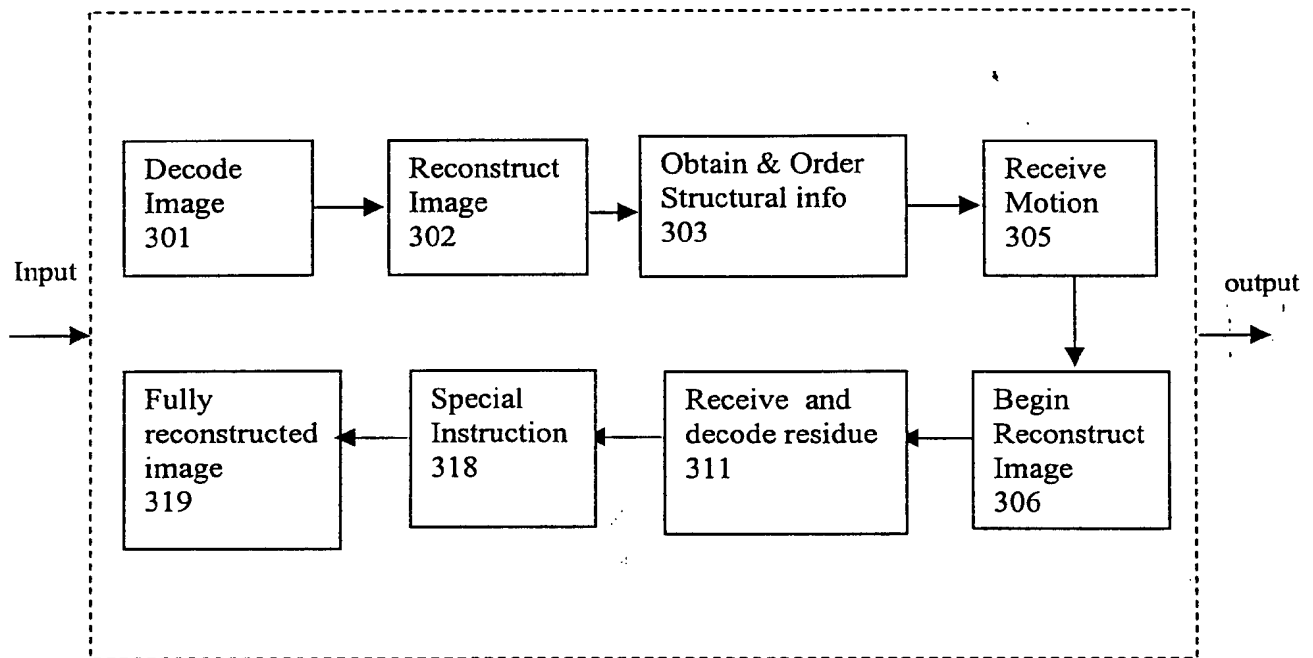 Decode
Image
301
Reconstruct
Image
302
Obtain & Order
Structural info
303
Receive
Motion
305
Input
output
Fully
reconstructed
image
319
Special
Instruction
318
Receive and
decode residue
311
Begin
Reconstruct
Image
306